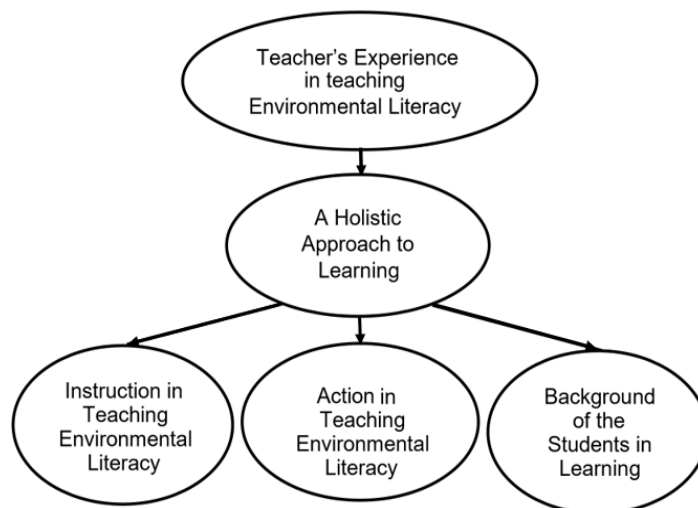 Teacher's Experience
in teaching
Environmental Literacy
A Holistic
Approach to
Learning
Instruction in
Teaching
Environmental
Literacy
Action in
Teaching
Environmental
Literacy
Background
of the
Students in
Learning